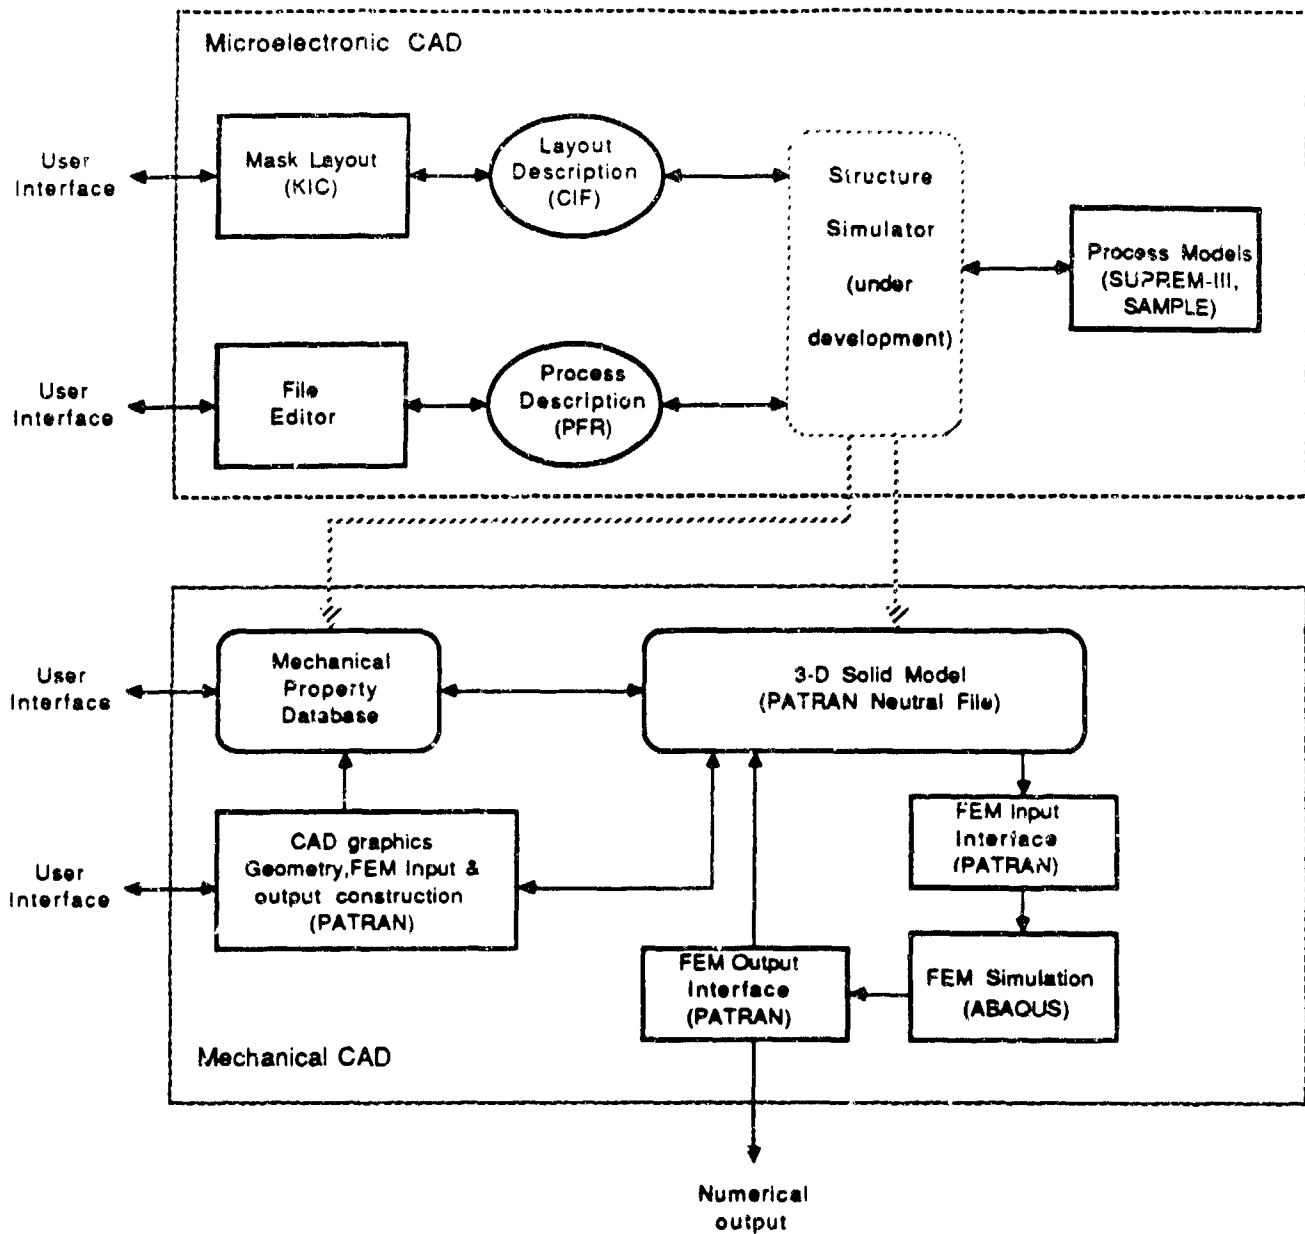 Microelectronic CAD
User
Interface
Mask Layout
(KIC)
Layout
Description
(CIF)
Structure
Simulator
(under
development)
Process Models
(SUPREM-III,
SAMPLE)
User
Interface
File
Editor
Process
Description
(PFR)
User
Interface
Mechanical
Property
Database
3-D Solid Model
(PATRAN Neutral File)
User
Interface
CAD graphics
Geometry,FEM Input &
output construction
(PATRAN)
FEM Input
Interface
(PATRAN)
FEM Output
Interface
(PATRAN)
FEM Simulation
(ABAQUS)
Mechanical CAD
Numerical
output